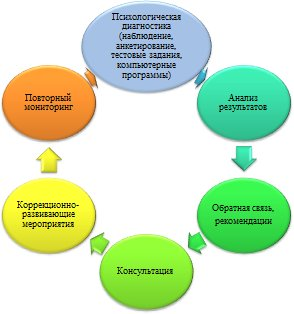 Психологическая
диагностика
(наблюдение,
анкетирование,
тестовые задания,
компьютерные
программы)
Анализ
результатов
Обратная связь,
рекомендации
Консультация
Коррекционно-
развивающие
мероприятия
Повторный
мониторинг